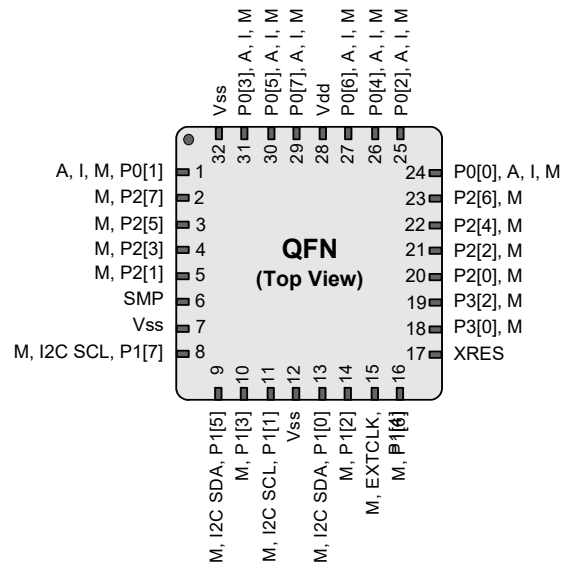 Vss
P0[3], A, I, M
P0[5], A, I, M
P0[7], A, I, M
Vdd
P0[6], A, I, M
P0[4], A, I, M
P0[2], A, I, M
32
31
30
29
28
27
26
25
A, I, M, P0[1]
1
M, P2[7]
2
M, P2[5]
3
M, P2[3]
4
M, P2[1]
5
SMP
6
Vss
7
M, I2C SCL, P1[7]
8
QFN
(Top View)
24
P0[0], A, I, M
23
P2[6], M
22
P2[4], M
21
P2[2], M
20
P2[0], M
19
P3[2], M
18
P3[0], M
17
XRES
9
10
11
12
13
14
15
16
M, I2C SDA, P1[5]
M, P1[3]
M, I2C SCL, P1[1]
Vss
M, I2C SDA, P1[0]
M, P1[2]
M, EXTCLK,
P1[4]
M, P1[6]